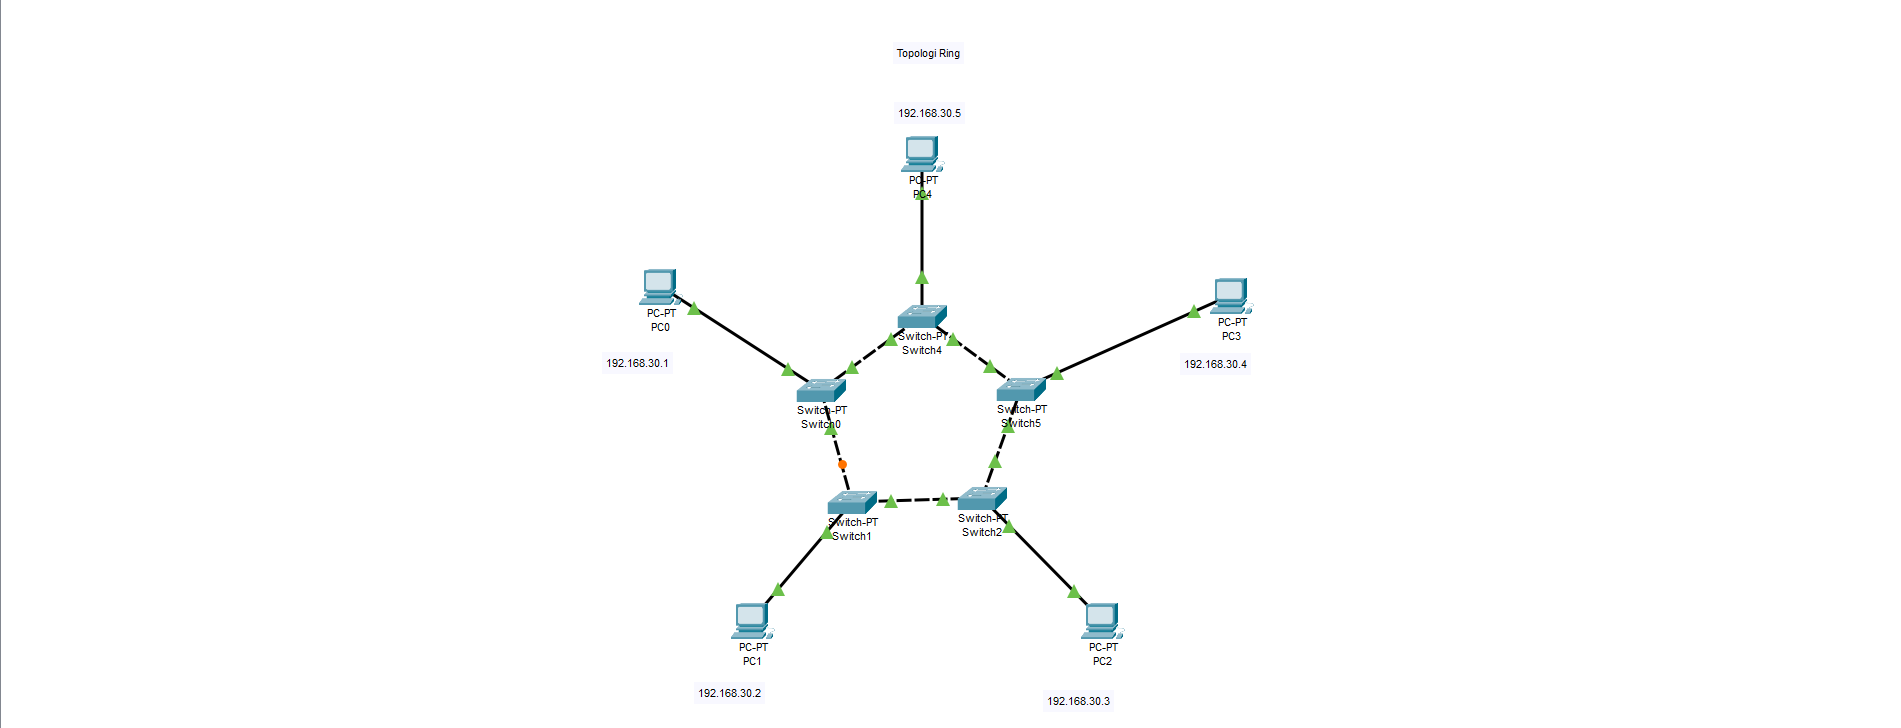 Topologi Ring
192.168.30.5
PC-PT
PC4
PC-PT
PC0
192.168.30.1
PC-PT
PC3
192.168.30.4
Switch-PT
Switch4
Switch-PT
Switch0
Switch-PT
Switch5
Switch-PT
Switch1
Switch-PT
Switch2
PC-PT
PC1
192.168.30.2
PC-PT
PC2
192.168.30.3